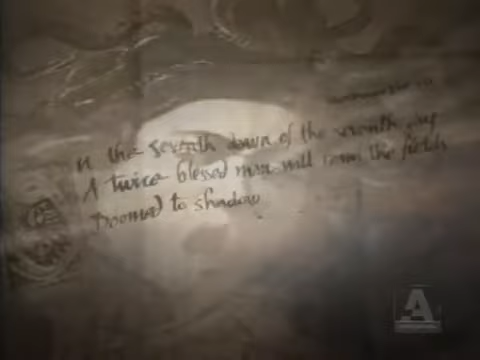 n the seventh dawn of the seventh day
A twice blessed man will roam the fields
Doomed to shadow
A